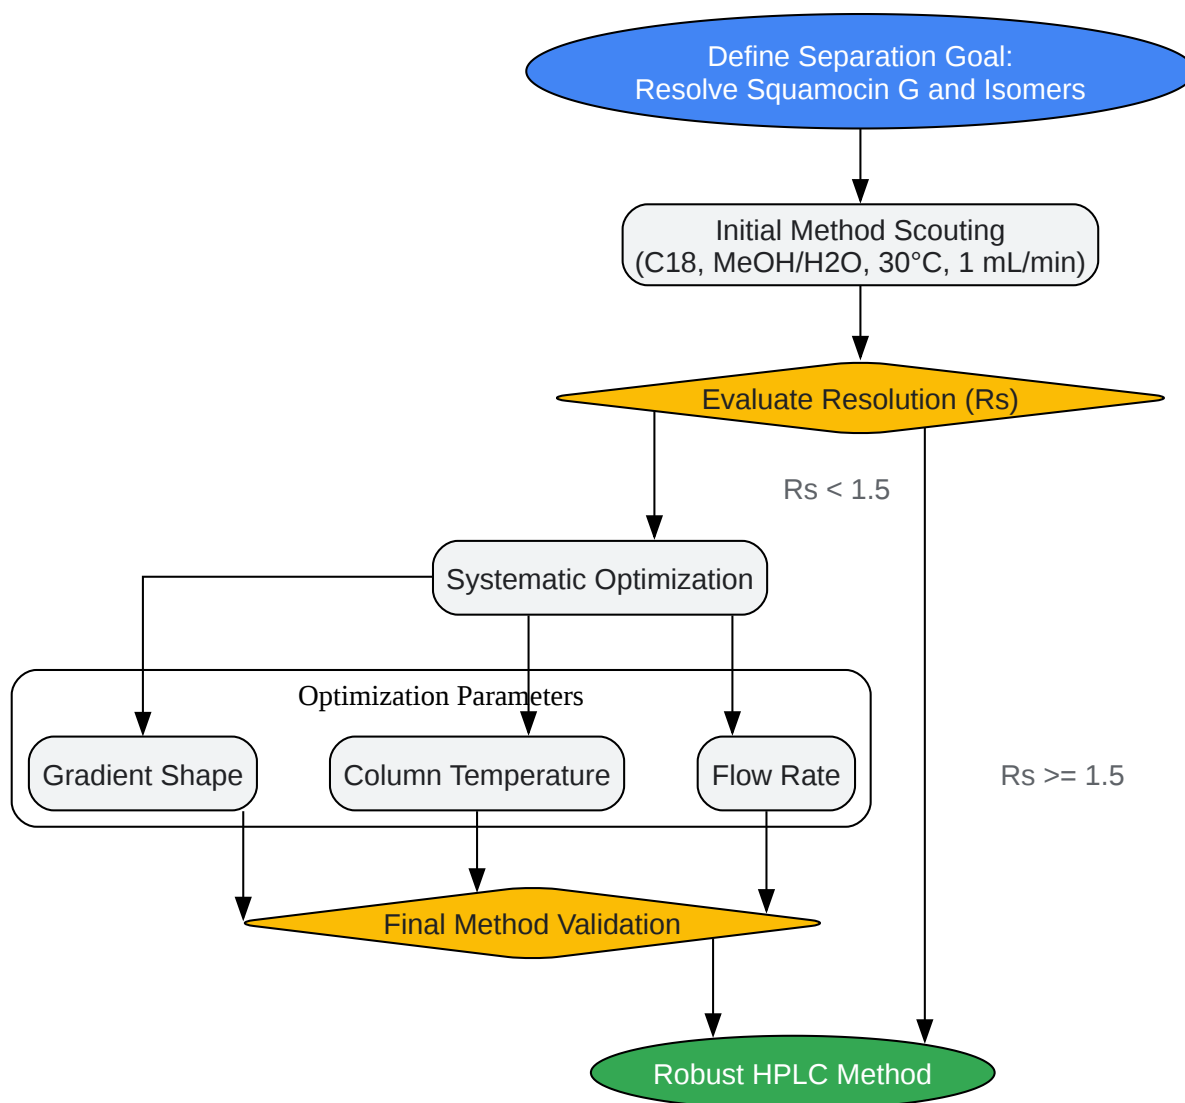 Define Separation Goal:
Resolve Squamocin G and Isomers
Initial Method Scouting
(C18, MeOH/H2O, 30°C, 1 mL/min)
Evaluate Resolution (Rs)
Rs < 1.5
Systematic Optimization
Optimization Parameters
Gradient Shape
Column Temperature
Flow Rate
Rs >= 1.5
Final Method Validation
Robust HPLC Method